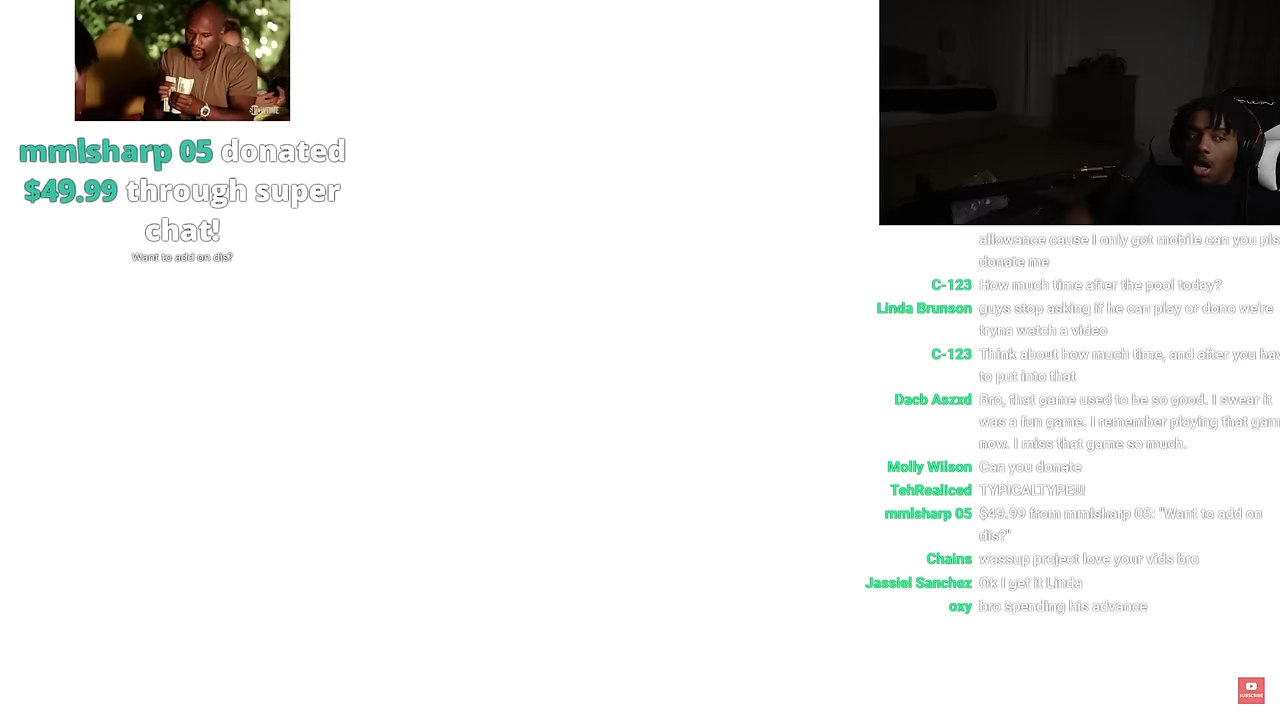 SHOWTIME
mmlsharp 05 donated
$49.99 through super
chat!
Want to add on dis?
allowance cause I only got mobile can you pls
donate me
C-123 How much time after the pool today?
Linda Brunson guys stop asking if he can play or dono we're
tryna watch a video
C-123 Think about how much time, and after you hav
to put into that
Dacb Aszxd Bro, that game used to be so good. I swear it
was a fun game. I remember playing that gam
now. I miss that game so much.
Molly Wilson Can you donate
TehRealiced TYPICALTYPE!!!
mmlsharp 05 $49.99 from mmlsharp 05: "Want to add on
dis?"
Chains wassup project love your vids bro
Jassiel Sanchez Ok I get it Linda
oxy bro spending his advance
SUBSCRIBE